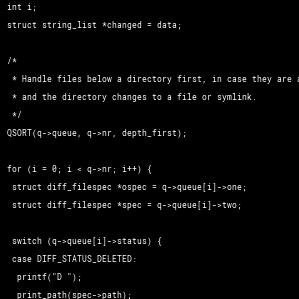 int i;
struct string_list *changed = data;
/*
* Handle files below a directory first, in case they are
* and the directory changes to a file or symlink.
*/
QSORT(q->queue, q->nr, depth_first);
for (i = 0; i < q->nr; i++) {
struct diff_filespec *ospec = q->queue[i]->one;
struct diff_filespec *spec = q->queue[i]->two;
switch (q->queue[i]->status) {
case DIFF_STATUS_DELETED:
printf("D ");
print_path(spec->path);